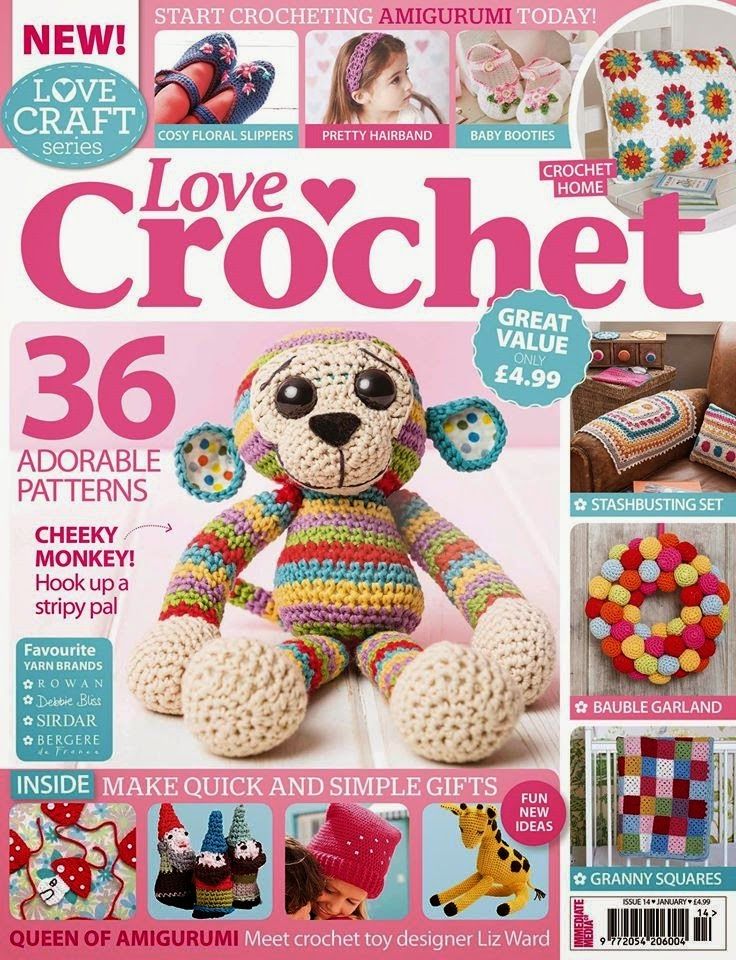 NEW!
LOVE
CRAFT
series
START CROCHETING AMIGURUMI TODAY!
COSY FLORAL SLIPPERS
PRETTY HAIRBAND
BABY BOOTIES
CROCHET
HOME
Love
Crochet
GREAT
VALUE
ONLY
£4.99
36
ADORABLE
PATTERNS
CHEEKY
MONKEY!
Hook up a
stripy pal
Favourite
YARN BRANDS
ROWAN
Debbie Bliss
SIRDAR
BERGERE
de France
STASHBUSTING SET
BAUBLE GARLAND
GRANNY SQUARES
INSIDE MAKE QUICK AND SIMPLE GIFTS
FUN
NEW
IDEAS
QUEEN OF AMIGURUMI Meet crochet toy designer Liz Ward
IMMEDIATE
MEDIA Co
ISSUE 14 ♥ JANUARY ♥ £4.99
14>
9 772054 206004